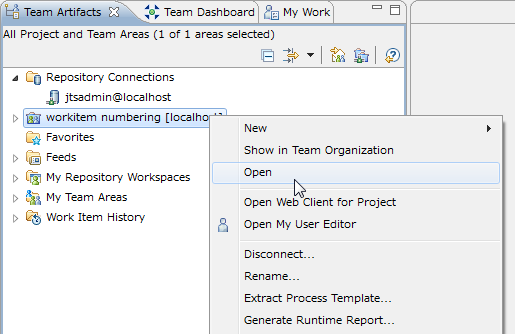 Team Artifacts
Team Dashboard
My Work
All Project and Team Areas (1 of 1 areas selected)
Repository Connections
jtsadmin@localhost
workitem numbering [localhost]
Favorites
Feeds
My Repository Workspaces
My Team Areas
Work Item History
New
Show in Team Organization
Open
Open Web Client for Project
Open My User Editor
Disconnect...
Rename...
Extract Process Template...
Generate Runtime Report...